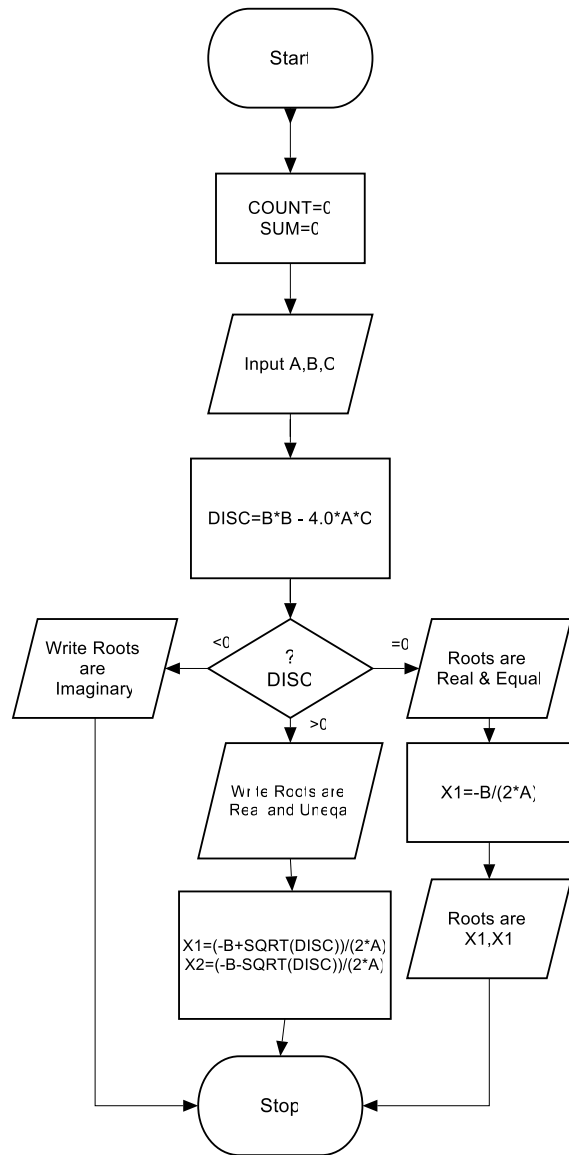 Start
COUNT=0
SUM=0
Input A,B,C
DISC=B*B - 4.0*A*C
<0
?
DISC
=0
>0
Write Roots
are
Imaginary
Roots are
Real & Equal
Write Roots are
Real and Uneqa
X1=-B/(2*A)
X1=(-B+SQRT(DISC))/(2*A)
X2=(-B-SQRT(DISC))/(2*A)
Roots are
X1,X1
Stop